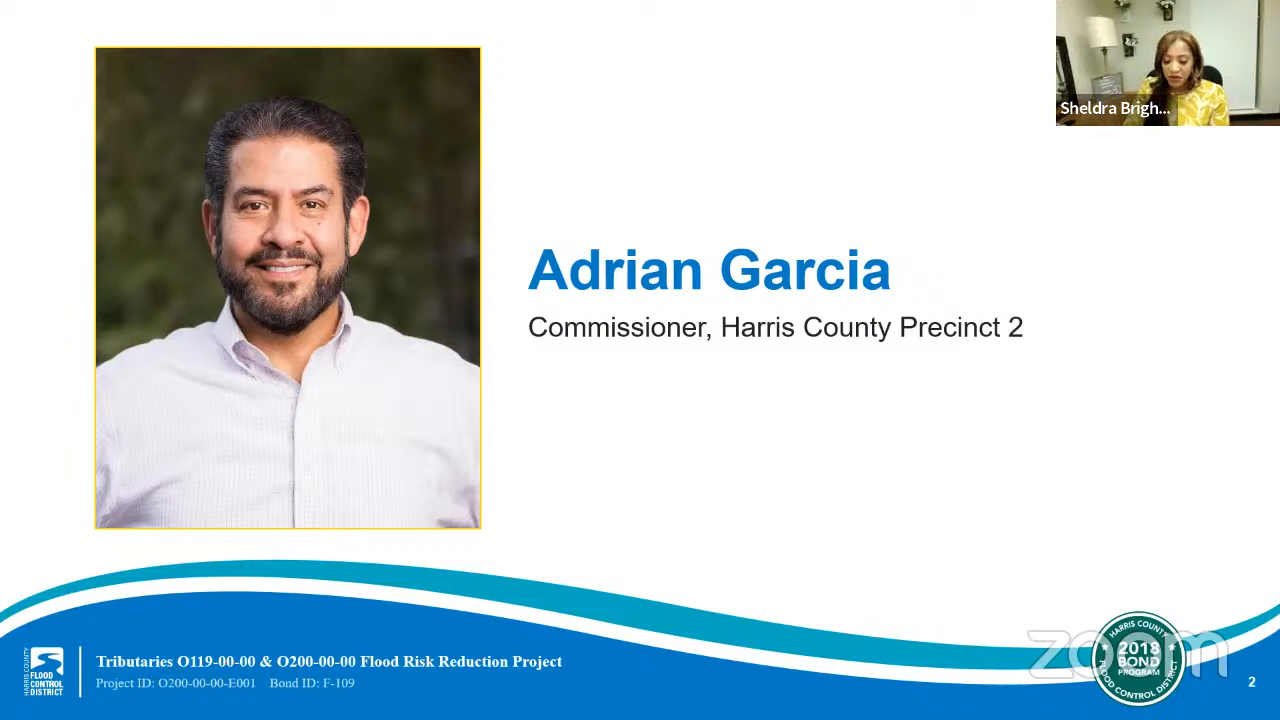 Sheldra Brigh...
Adrian Garcia
Commissioner, Harris County Precinct 2
HARRIS COUNTY
FLOOD
CONTROL
DISTRICT
Tributaries O119-00-00 & O200-00-00 Flood Risk Reduction Project
Project ID: O200-00-00-E001 Bond ID: F-109
zoom
HARRIS COUNTY
2018
BOND
PROGRAM
FLOOD CONTROL DISTRICT
2